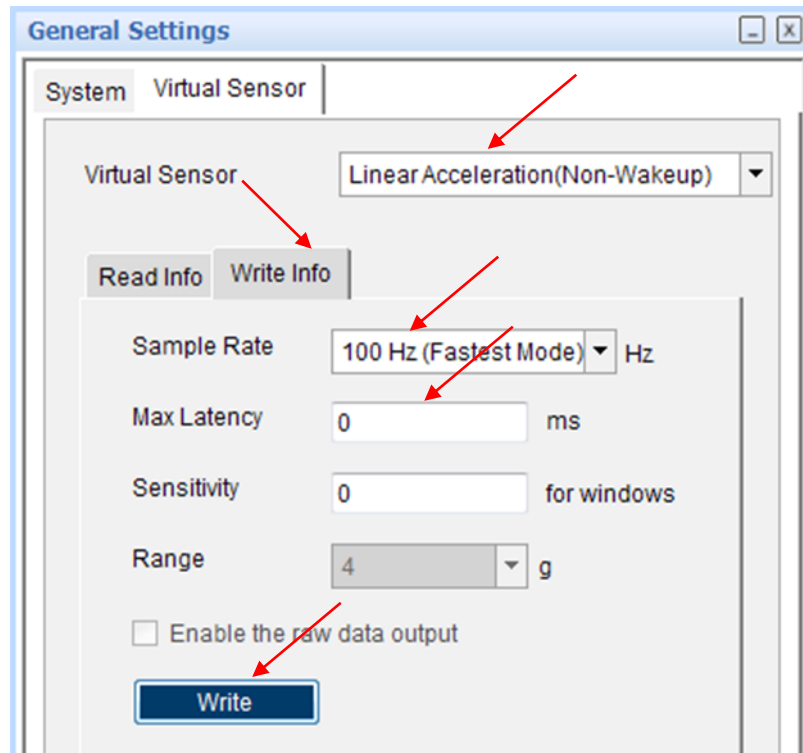 General Settings
System Virtual Sensor
Virtual Sensor Linear Acceleration(Non-Wakeup)
Read Info Write Info
Sample Rate 100 Hz (Fastest Mode) Hz
Max Latency 0 ms
Sensitivity 0 for windows
Range 4 g
Enable the raw data output
Write